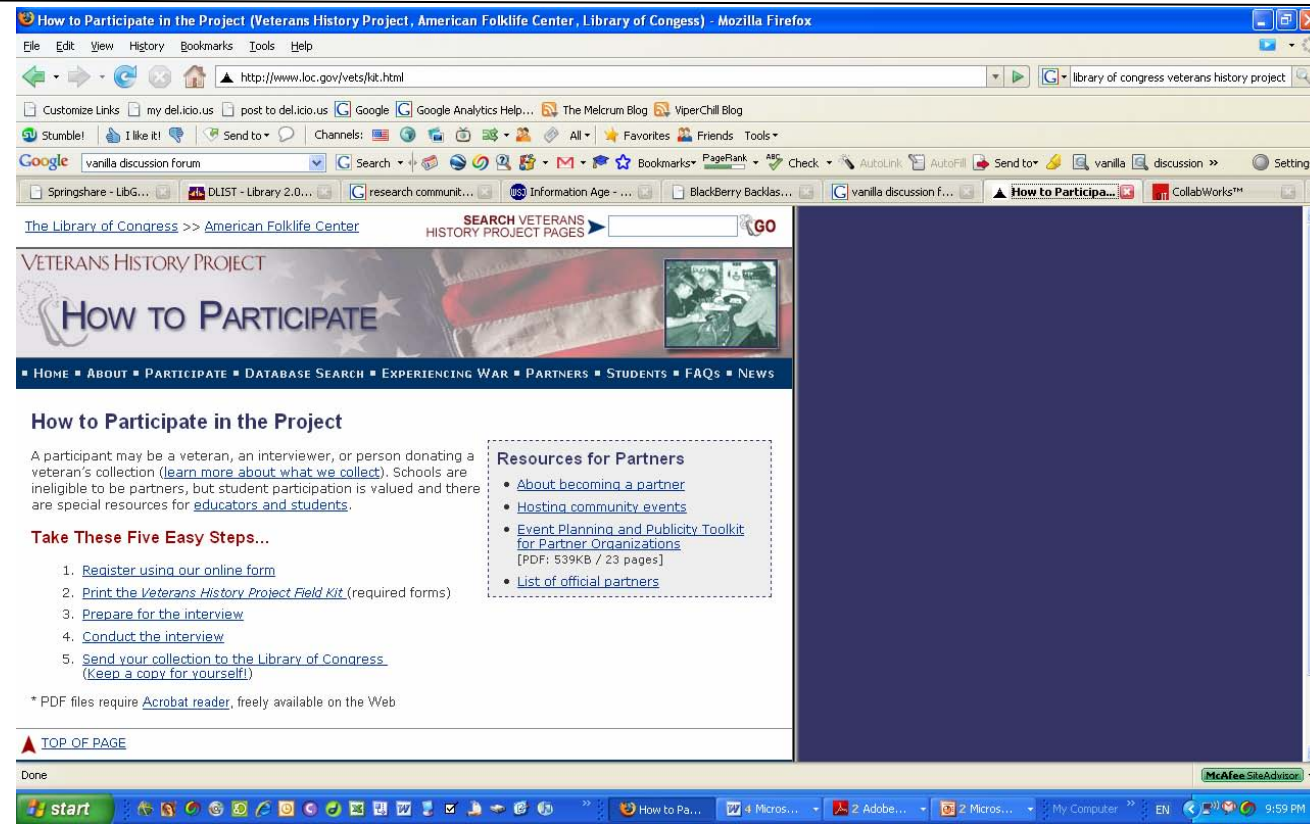 How to Participate in the Project (Veterans History Project, American Folklife Center, Library of Congess) - Mozilla Firefox
File Edit View History Bookmarks Tools Help
http://www.loc.gov/vets/kit.html
library of congress veterans history project
Customize Links my del.icio.us post to del.icio.us Google Google Analytics Help... The Melcrum Blog ViperChill Blog
Stumble! I like it! Send to Channels: All Favorites Friends Tools
Google vanilla discussion forum Search Bookmarks PageRank Check AutoLink AutoFill Send to vanilla discussion » Setting
Springshare - LibG... DLIST - Library 2.0... research communit... Information Age - ... BlackBerry Backlas... vanilla discussion f... How to Participa... CollabWorks™
The Library of Congress >> American Folklife Center
SEARCH VETERANS
HISTORY PROJECT PAGES
GO
VETERANS HISTORY PROJECT
HOW TO PARTICIPATE
HOME ▪ ABOUT ▪ PARTICIPATE ▪ DATABASE SEARCH ▪ EXPERIENCING WAR ▪ PARTNERS ▪ STUDENTS ▪ FAQS ▪ NEWS
How to Participate in the Project
A participant may be a veteran, an interviewer, or person donating a
veteran's collection (learn more about what we collect). Schools are
ineligible to be partners, but student participation is valued and there
are special resources for educators and students.
Take These Five Easy Steps...
1. Register using our online form
2. Print the Veterans History Project Field Kit (required forms)
3. Prepare for the interview
4. Conduct the interview
5. Send your collection to the Library of Congress
(Keep a copy for yourself!)
* PDF files require Acrobat reader, freely available on the Web
Resources for Partners
• About becoming a partner
• Hosting community events
• Event Planning and Publicity Toolkit
for Partner Organizations
[PDF: 539KB / 23 pages]
• List of official partners
TOP OF PAGE
Done
McAfee SiteAdvisor
start How to Pa... 4 Micros... 2 Adobe... 2 Micros... My Computer » EN 9:59 PM